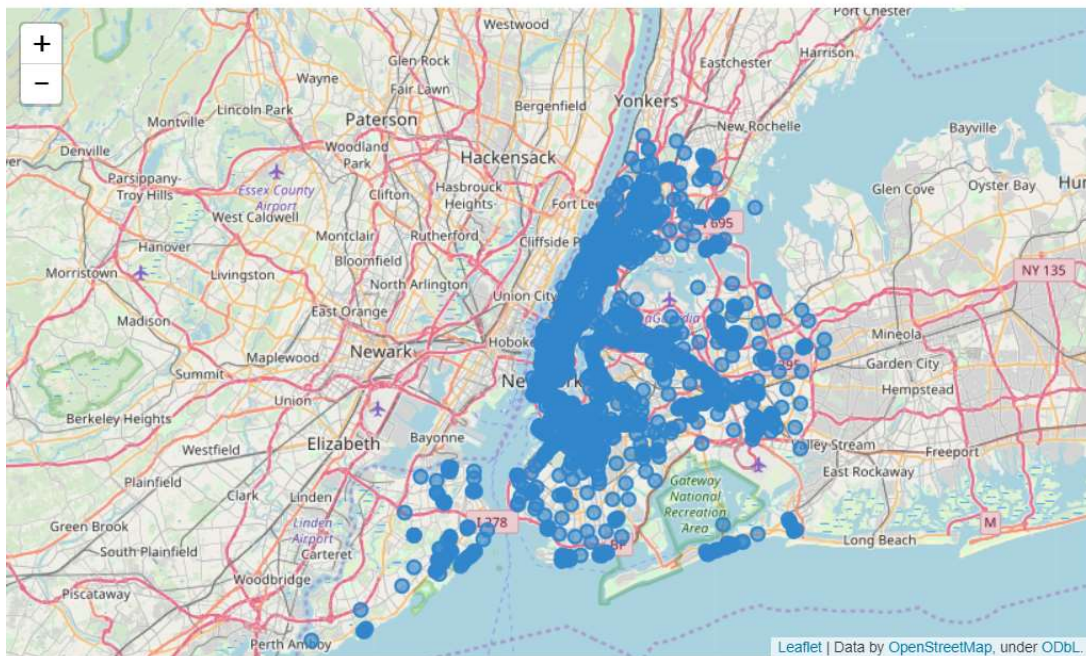 Port Chester
Westwood
Harrison
Eastchester
Glen Rock
Wayne
Fair Lawn
Lincoln Park
Bergenfield
Yonkers
Montville
Paterson
New Rochelle
Bayville
Denville
Woodland
Park
Hackensack
Parsippany-
Troy Hills
Essex County
Airport
Clifton
Hasbrouck
Heights
Fort Lee
Glen Cove
Oyster Bay
West Caldwell
I 695
Montclair
Rutherford
Cliffside P
Hanover
Bloomfield
NY 135
Morristown
Livingston
North Arlington
Union City
aGuardia
Madison
East Orange
Mineola
Hoboke
Maplewood
Newark
Garden City
Summit
New York
Hempstead
Union
Berkeley Heights
Elizabeth
Bayonne
Valley Stream
Freeport
Westfield
East Rockaway
Plainfield
Clark
Linden
Gateway
National
Recreation
Area
Green Brook
Linden
Airport
I 278
M
South Plainfield
Carteret
BP
Long Beach
Woodbridge
Piscataway
Perth Amboy
+
−
Leaflet | Data by OpenStreetMap, under ODbL.